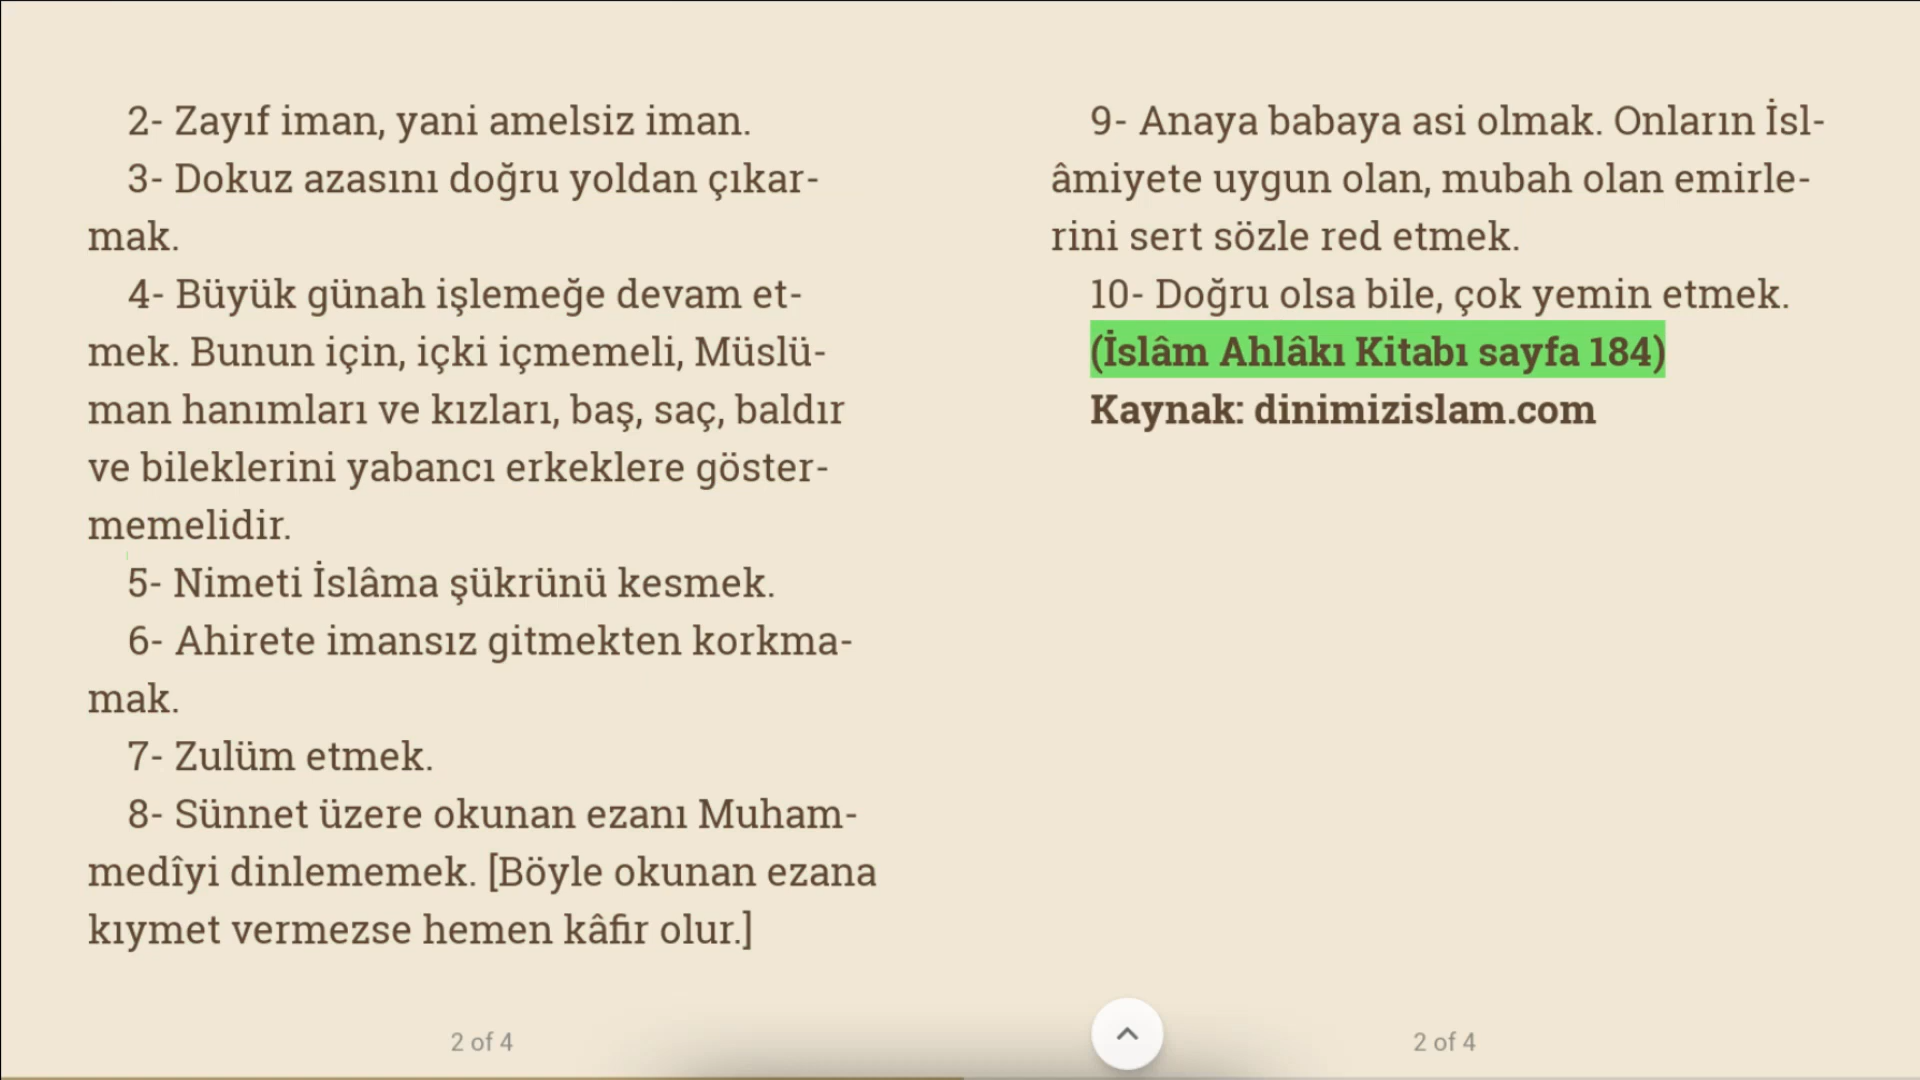 2- Zayıf iman, yani amelsiz iman.
3- Dokuz azasını doğru yoldan çıkar-
mak.
4- Büyük günah işlemeğe devam et-
mek. Bunun için, içki içmemeli, Müslü-
man hanımları ve kızları, baş, saç, baldır
ve bileklerini yabancı erkeklere göster-
memelidir.
5- Nimeti İslâma şükrünü kesmek.
6- Ahirete imansız gitmekten korkma-
mak.
7- Zulüm etmek.
8- Sünnet üzere okunan ezanı Muham-
medîyi dinlememek. [Böyle okunan ezana
kıymet vermezse hemen kâfir olur.]
2 of 4
9- Anaya babaya asi olmak. Onların İsl-
âmiyete uygun olan, mubah olan emirle-
rini sert sözle red etmek.
10- Doğru olsa bile, çok yemin etmek.
(İslâm Ahlâkı Kitabı sayfa 184)
Kaynak: dinimizislam.com
2 of 4